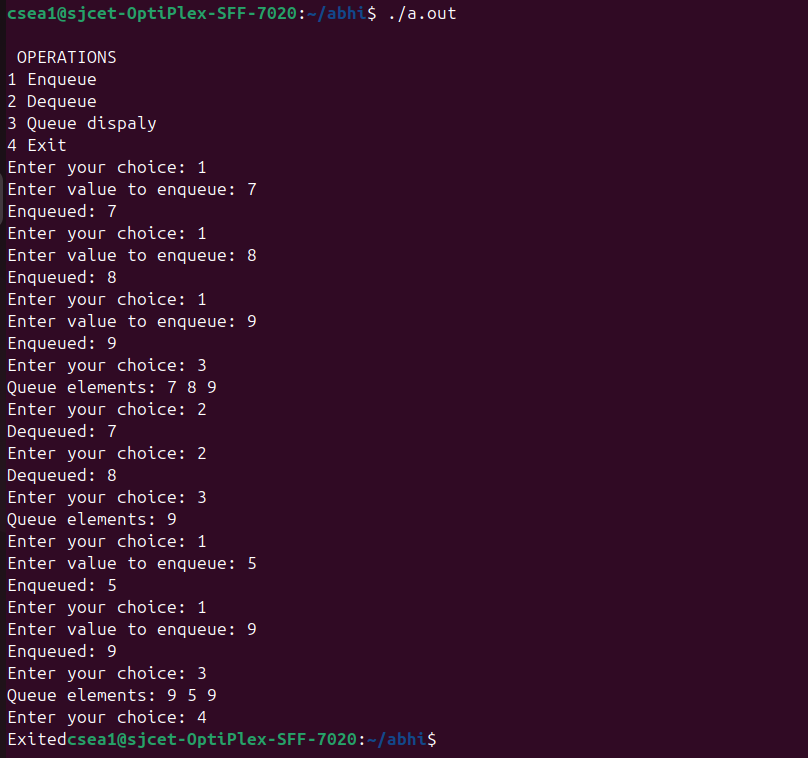 csea1@sjcet-OptiPlex-SFF-7020:~/abhi$ ./a.out
OPERATIONS
1 Enqueue
2 Dequeue
3 Queue dispaly
4 Exit
Enter your choice: 1
Enter value to enqueue: 7
Enqueued: 7
Enter your choice: 1
Enter value to enqueue: 8
Enqueued: 8
Enter your choice: 1
Enter value to enqueue: 9
Enqueued: 9
Enter your choice: 3
Queue elements: 7 8 9
Enter your choice: 2
Dequeued: 7
Enter your choice: 2
Dequeued: 8
Enter your choice: 3
Queue elements: 9
Enter your choice: 1
Enter value to enqueue: 5
Enqueued: 5
Enter your choice: 1
Enter value to enqueue: 9
Enqueued: 9
Enter your choice: 3
Queue elements: 9 5 9
Enter your choice: 4
Exitedcsea1@sjcet-OptiPlex-SFF-7020:~/abhi$